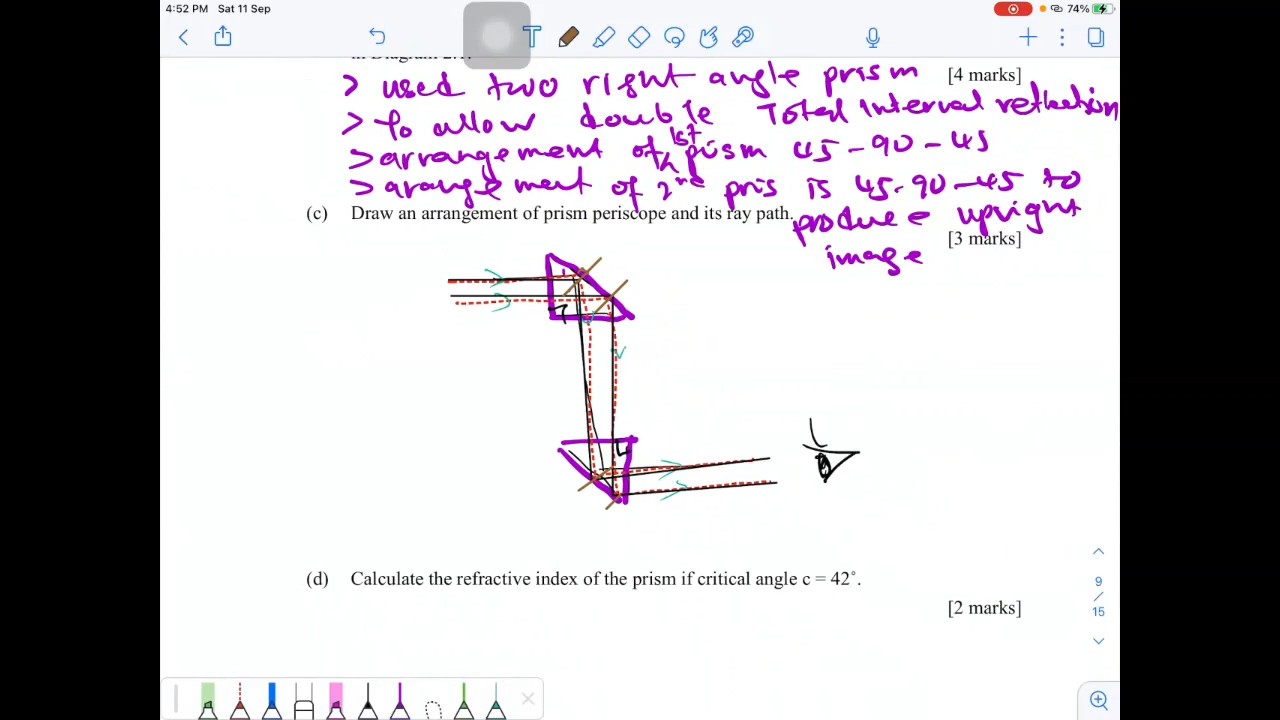 4:52 PM Sat 11 Sep
74%
> used two right angle prism [4 marks]
> To allow double Total Interval reflection
> arrangement of 1st prism 45-90-45
> arangement of 2nd pris is 45-90-45 to
(c) Draw an arrangement of prism periscope and its ray path.
produce upright
[3 marks]
image
(d) Calculate the refractive index of the prism if critical angle c = 42°.
[2 marks]
9
/
15
T